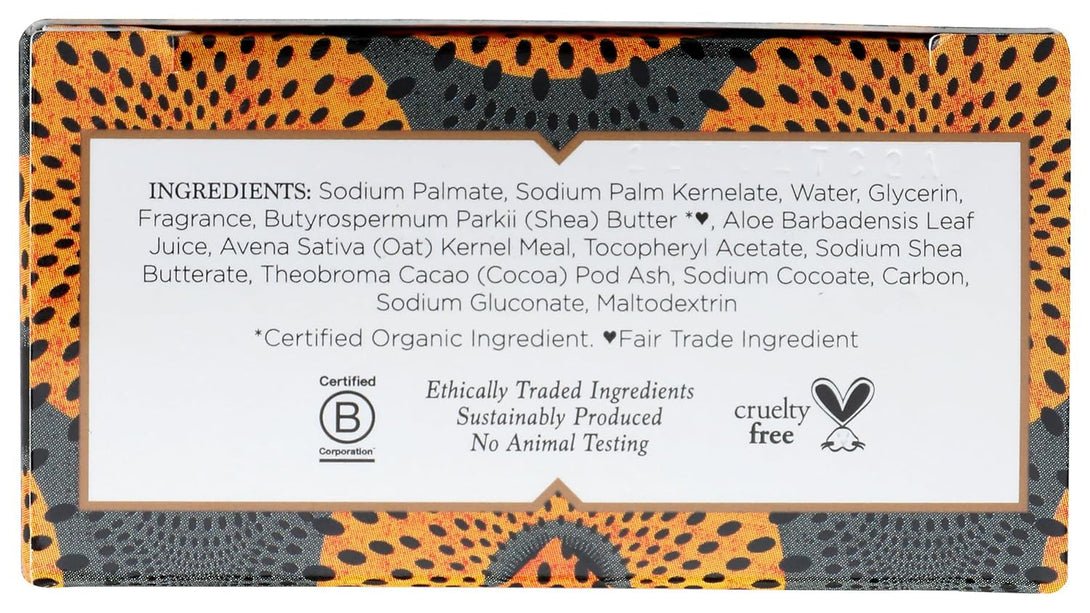 INGREDIENTS: Sodium Palmate, Sodium Palm Kernelate, Water, Glycerin,
Fragrance, Butyrospermum Parkii (Shea) Butter *♥, Aloe Barbadensis Leaf
Juice, Avena Sativa (Oat) Kernel Meal, Tocopheryl Acetate, Sodium Shea
Butterate, Theobroma Cacao (Cocoa) Pod Ash, Sodium Cocoate, Carbon,
Sodium Gluconate, Maltodextrin
*Certified Organic Ingredient. ♥Fair Trade Ingredient
Certified
B
Corporation
Ethically Traded Ingredients
Sustainably Produced
No Animal Testing
cruelty
free